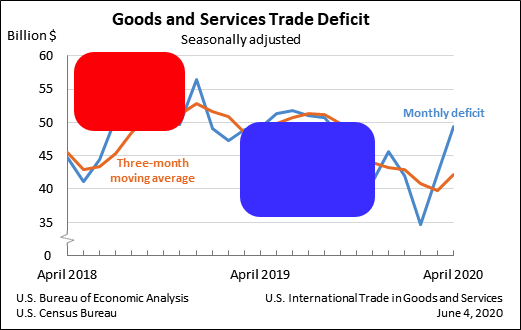 Goods and Services Trade Deficit
Billion $
Seasonally adjusted
60
55
50
45
40
35
0
Monthly deficit
Three-month
moving average
April 2018
April 2019
April 2020
U.S. Bureau of Economic Analysis
U.S. Census Bureau
U.S. International Trade in Goods and Services
June 4, 2020